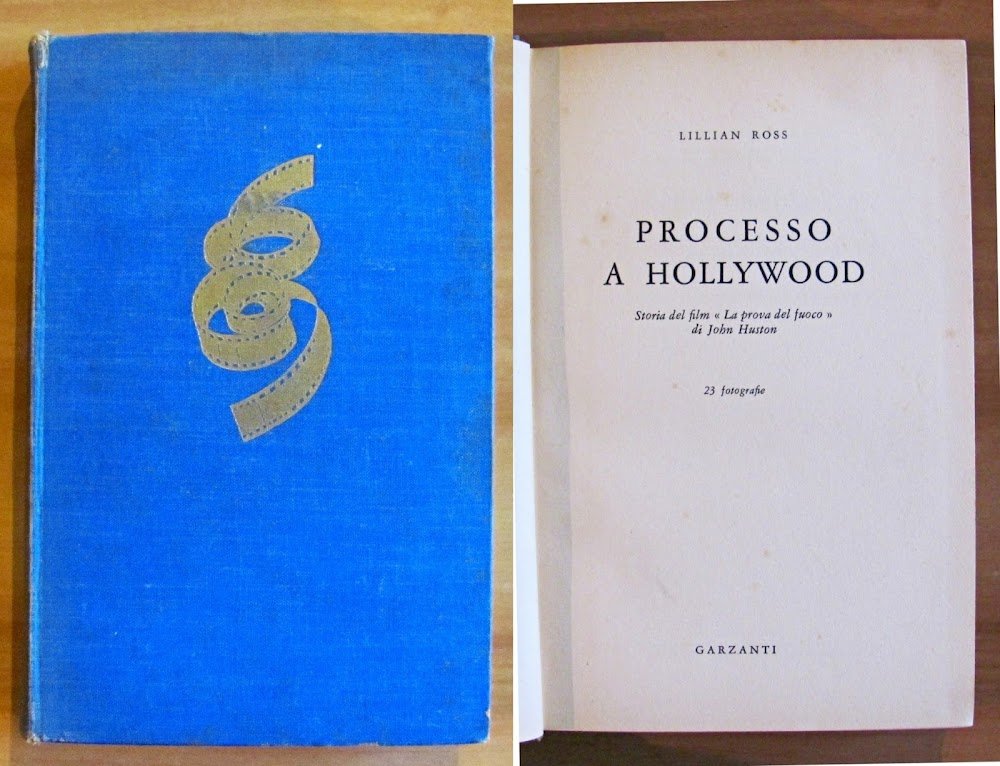 LILLIAN ROSS
PROCESSO
A HOLLYWOOD
Storia del film « La prova del fuoco »
di John Huston
23 fotografie
GARZANTI